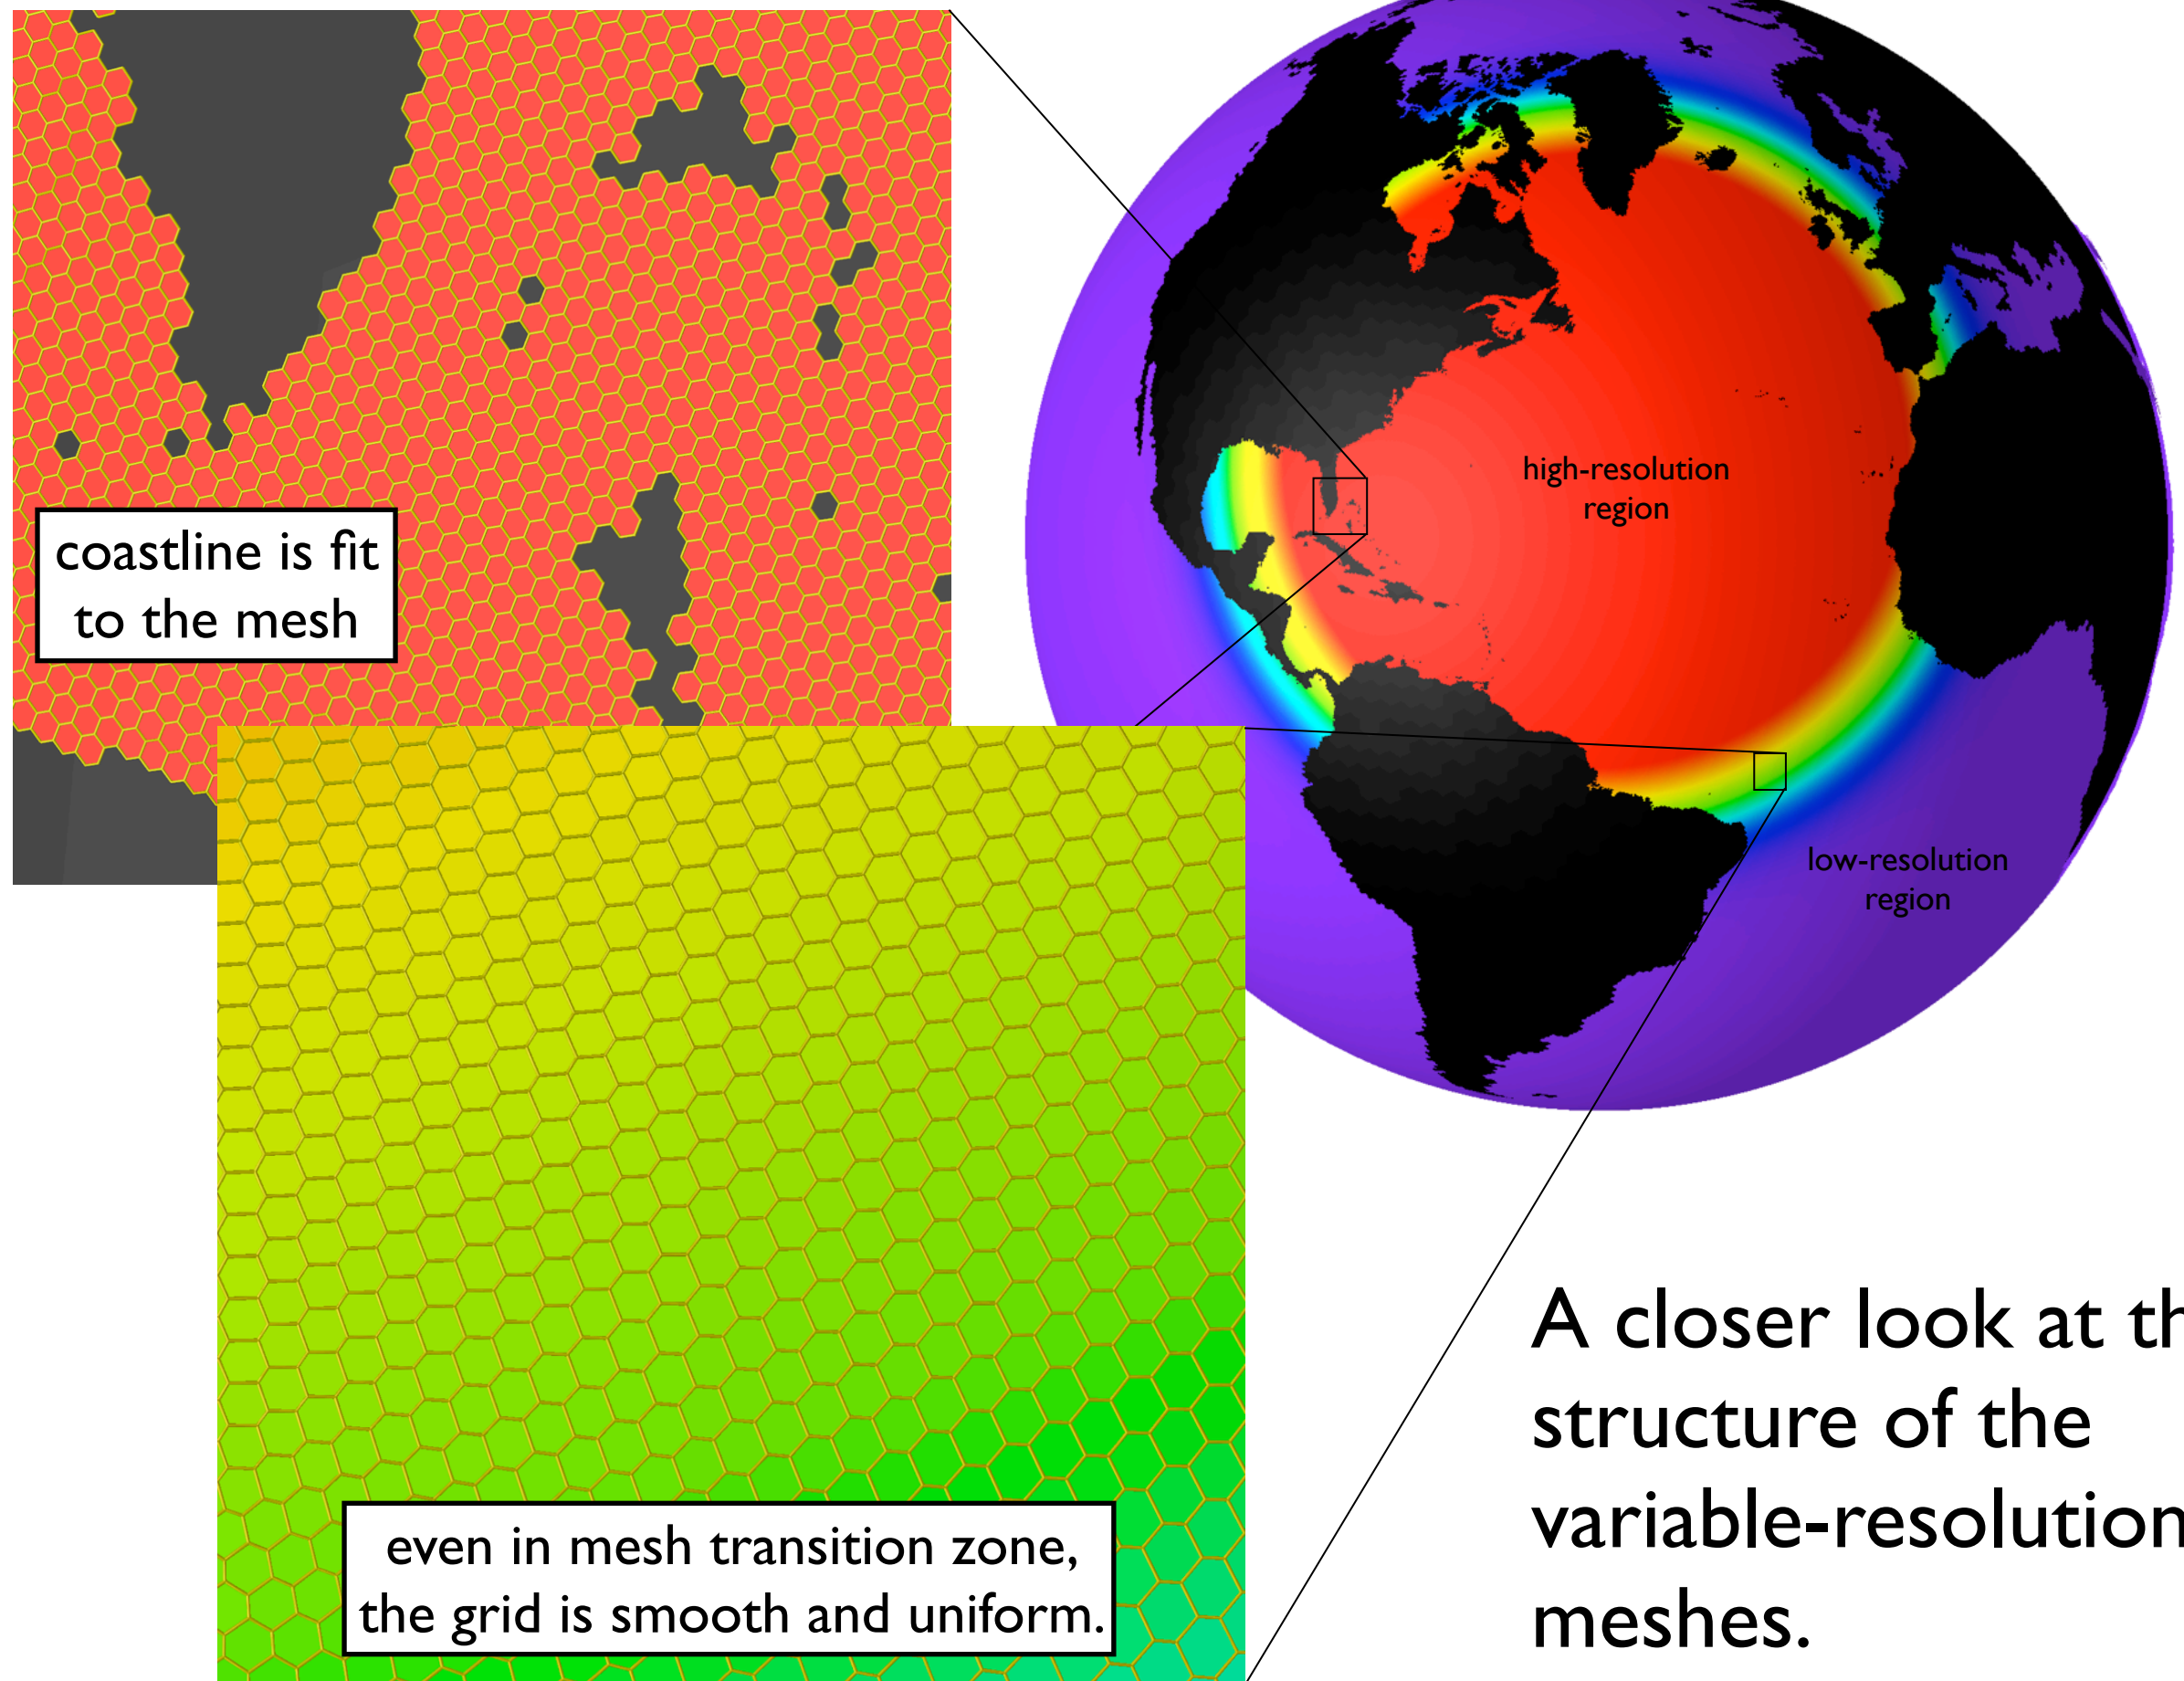 coastline is fit
to the mesh
high-resolution
region
low-resolution
region
even in mesh transition zone,
the grid is smooth and uniform.
A closer look at th
structure of the
variable-resolution
meshes.